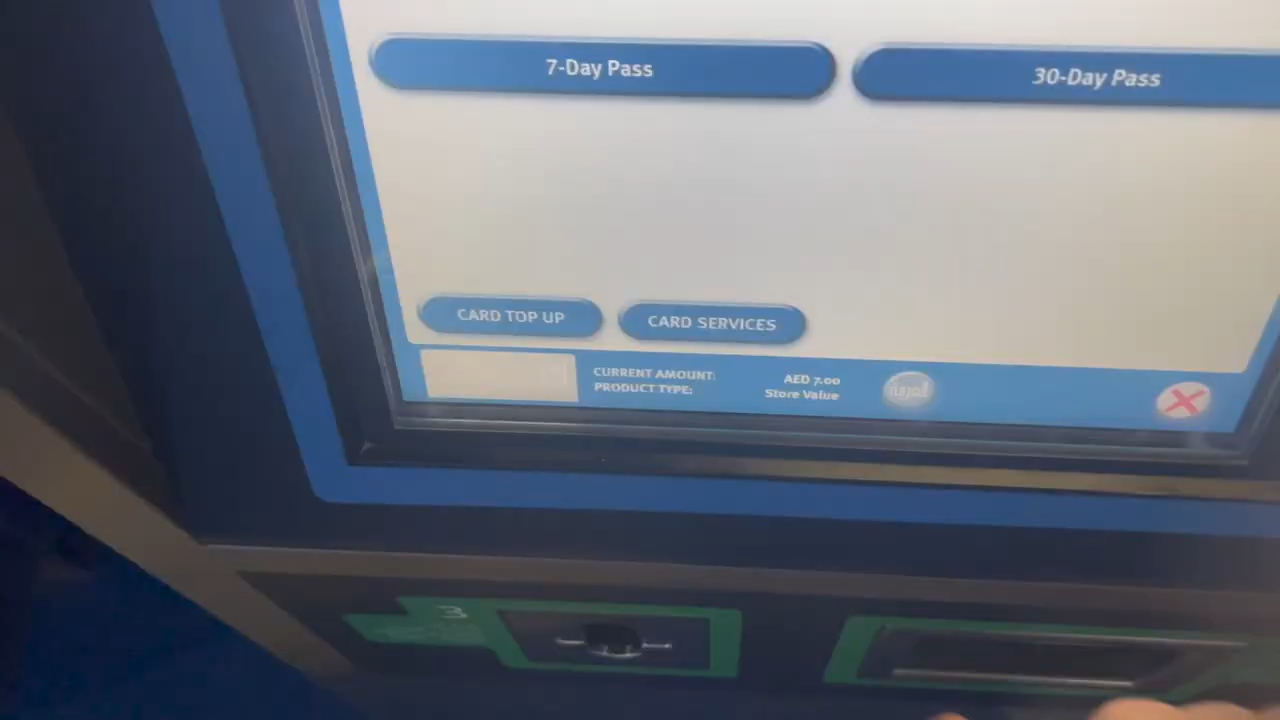 7-Day Pass
30-Day Pass
CARD TOP UP
CARD SERVICES
CURRENT AMOUNT: AED 7.00
PRODUCT TYPE: Store Value
3